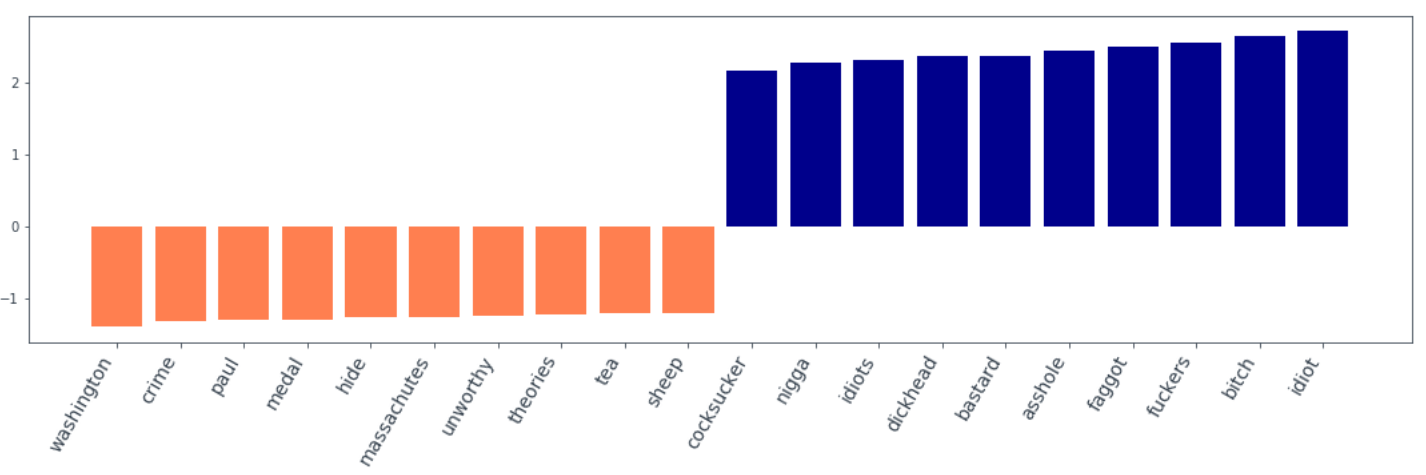 2
1
0
−1
washington
crime
paul
medal
hide
massachutes
unworthy
theories
tea
sheep
cocksucker
nigga
idiots
dickhead
bastard
asshole
faggot
fuckers
bitch
idiot